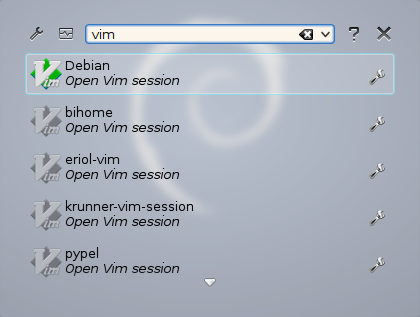 vim
Debian
Open Vim session
bihome
Open Vim session
eriol-vim
Open Vim session
krunner-vim-session
Open Vim session
pypel
Open Vim session